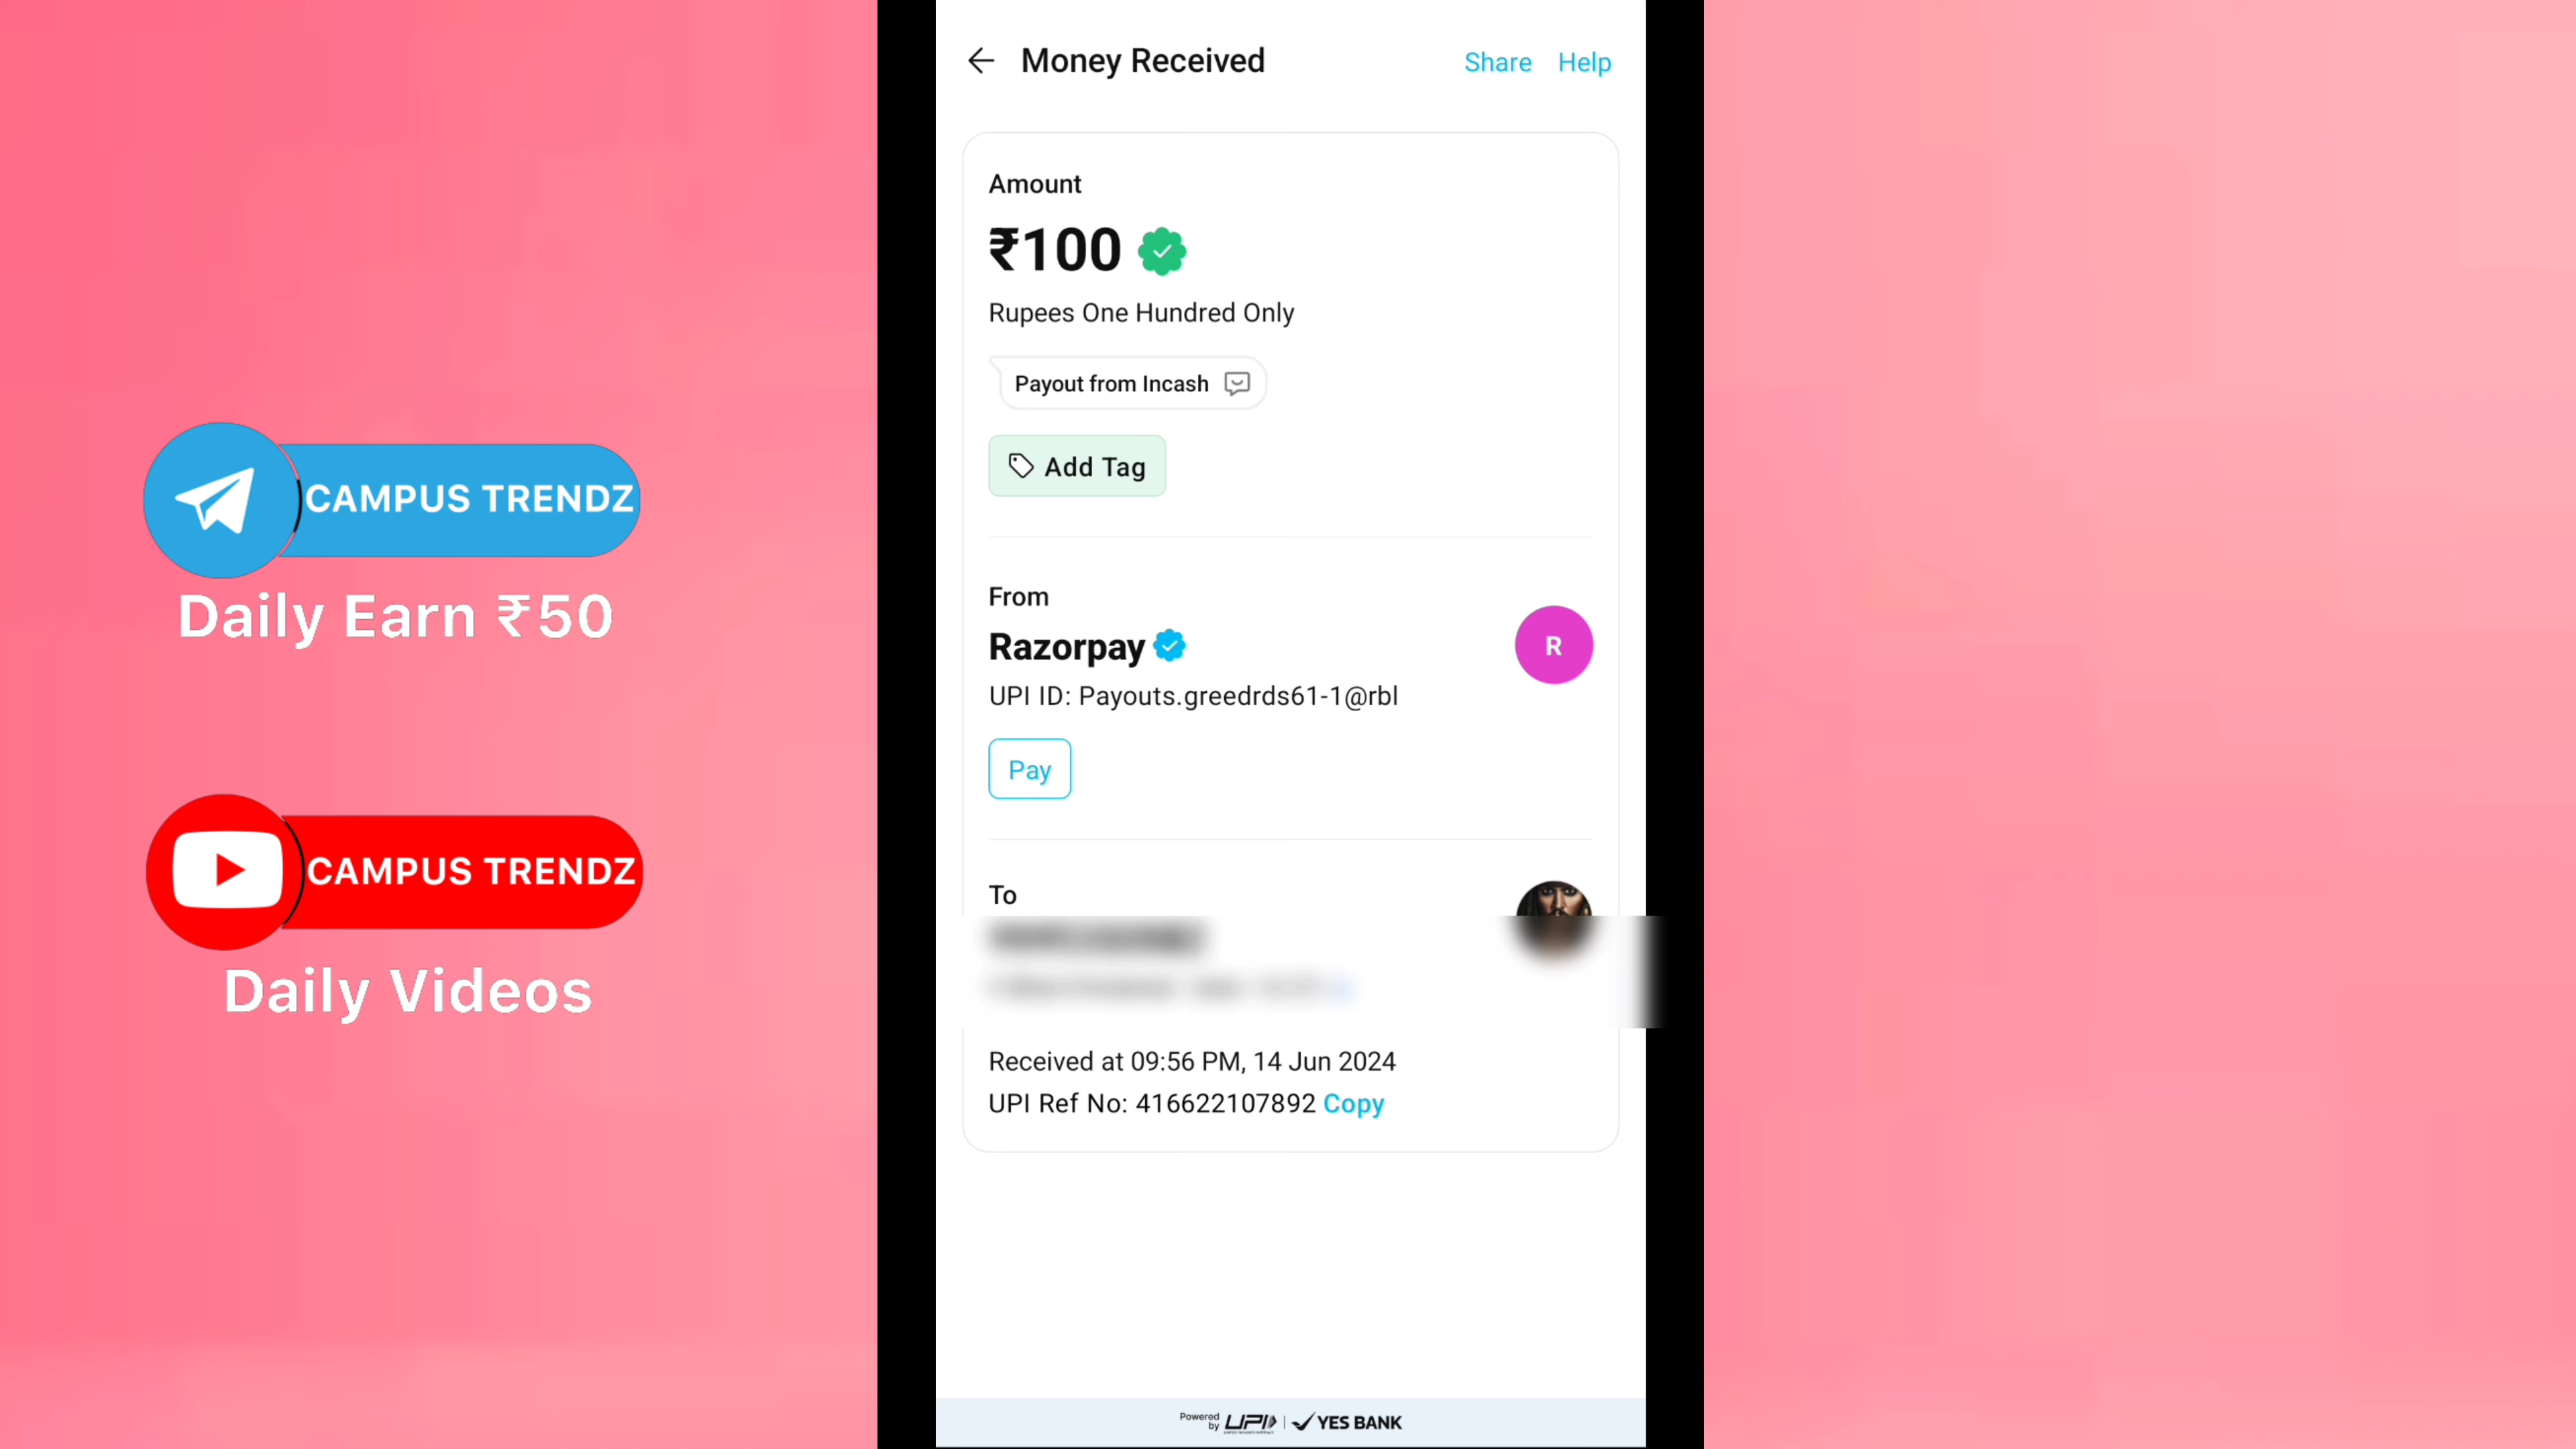 CAMPUS TRENDZ
Daily Earn ₹50
CAMPUS TRENDZ
Daily Videos
Money Received
Share Help
Amount
₹100
Rupees One Hundred Only
Payout from Incash
Add Tag
From
Razorpay
R
UPI ID: Payouts.greedrds61-1@rbl
Pay
To
Received at 09:56 PM, 14 Jun 2024
UPI Ref No: 416622107892 Copy
Powered by UPI | YES BANK